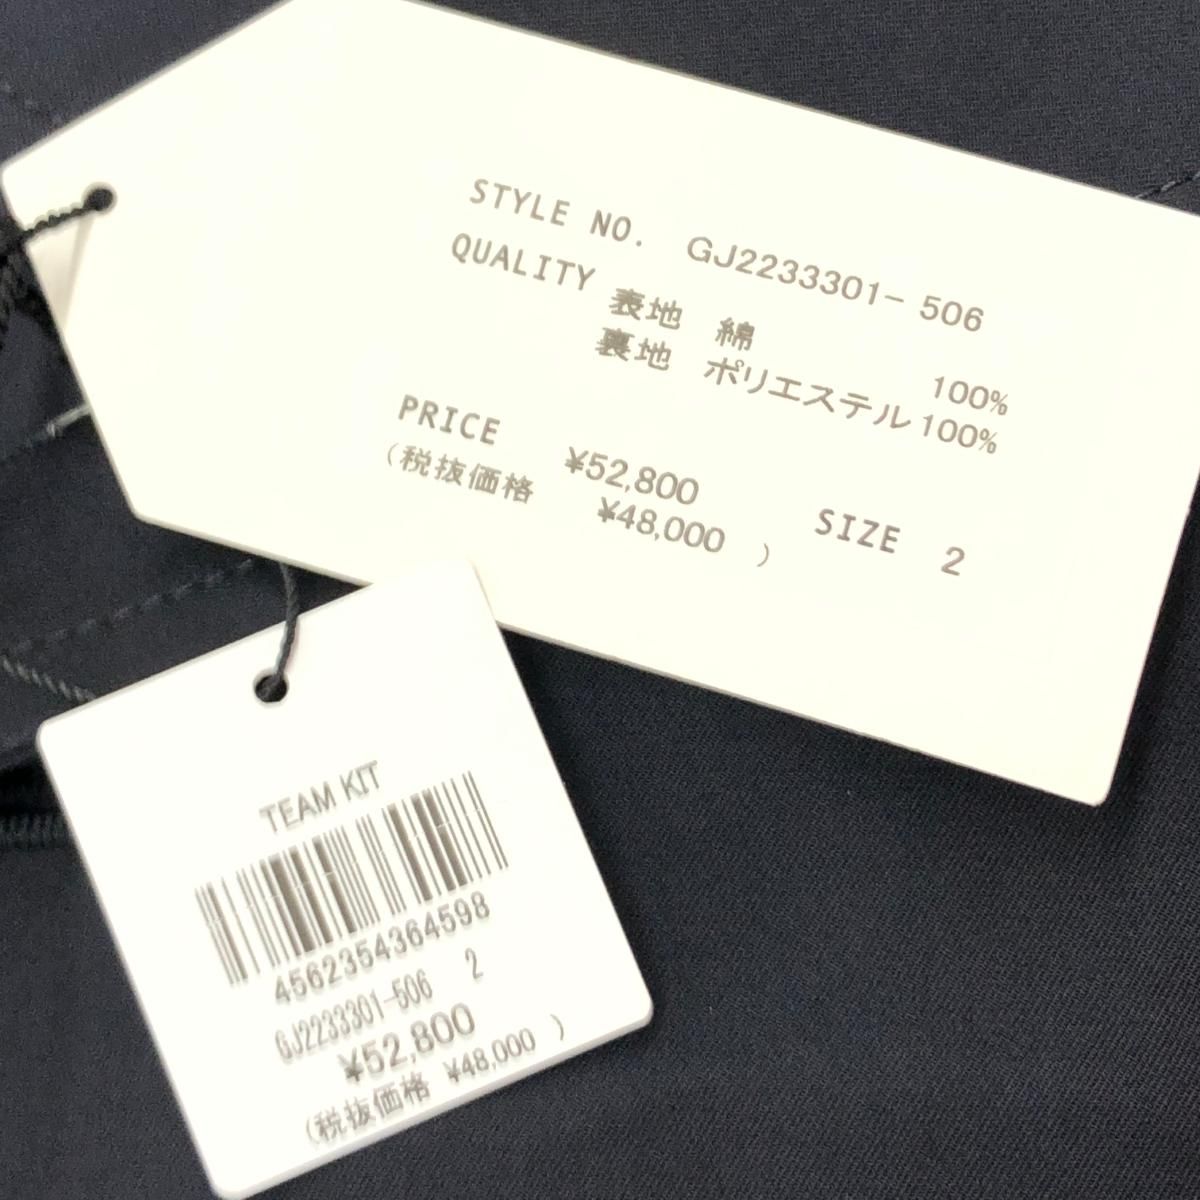 STYLE NO. GJ2233301- 506
QUALITY 表地 綿 100%
裏地 ポリエステル 100%
PRICE ¥52,800
(税抜価格 ¥48,000 )
SIZE 2
TEAM KIT
4562354364598
GJ2233301-506 2
¥52,800
(税抜価格 ¥48,000 )